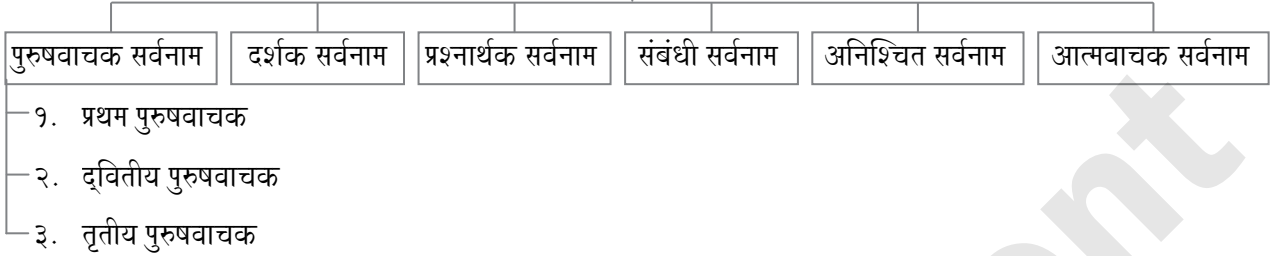 पुरुषवाचक सर्वनाम दर्शक सर्वनाम प्रश्नार्थक सर्वनाम संबंधी सर्वनाम अनिश्चित सर्वनाम आत्मवाचक सर्वनाम
१. प्रथम पुरुषवाचक
२. द्‌वितीय पुरुषवाचक
३. तृतीय पुरुषवाचक
nt